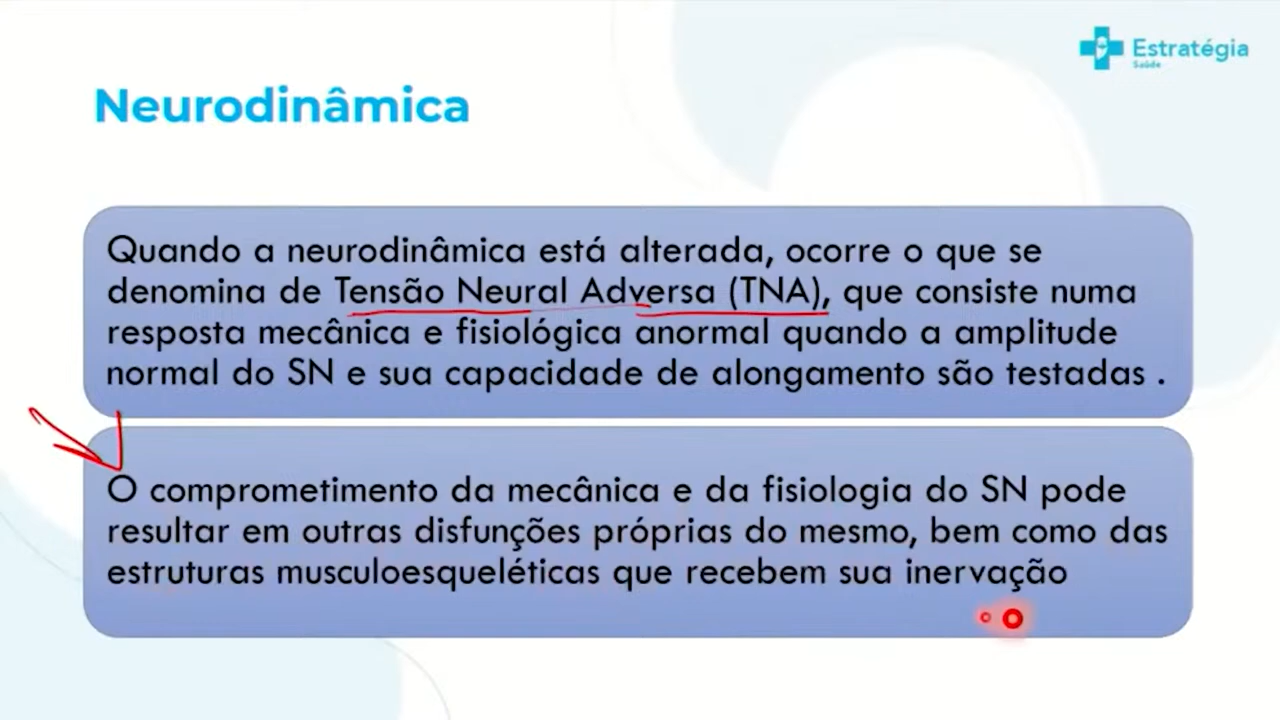 Estratégia
Saúde
Neurodinâmica
Quando a neurodinâmica está alterada, ocorre o que se
denomina de Tensão Neural Adversa (TNA), que consiste numa
resposta mecânica e fisiológica anormal quando a amplitude
normal do SN e sua capacidade de alongamento são testadas .
O comprometimento da mecânica e da fisiologia do SN pode
resultar em outras disfunções próprias do mesmo, bem como das
estruturas musculoesqueléticas que recebem sua inervação